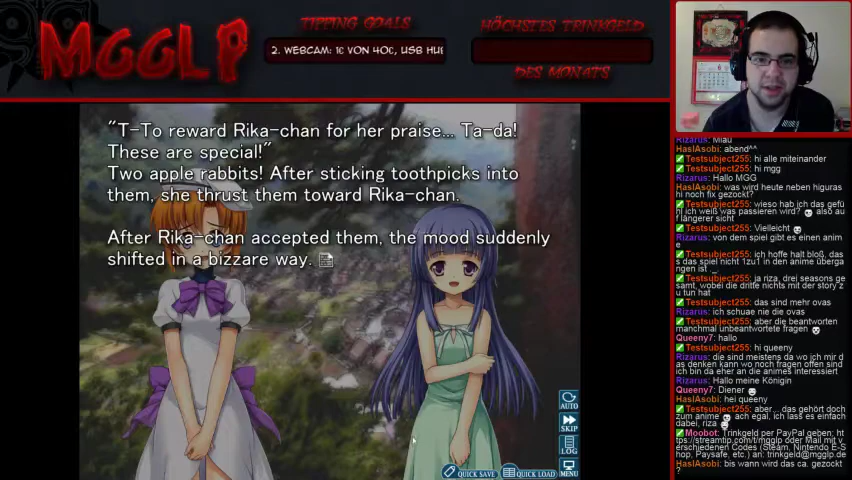 MGGLP
TIPPING GOALS
2. WEBCAM: 1€ VON 40€, USB HUB
HÖCHSTES TRINKGELD
DES MONATS
"T-To reward Rika-chan for her praise... Ta-da!
These are special!"
Two apple rabbits! After sticking toothpicks into
them, she thrust them toward Rika-chan.
After Rika-chan accepted them, the mood suddenly
shifted in a bizzare way.
AUTO
SKIP
LOG
MENU
QUICK SAVE
QUICK LOAD
Rizarus: Miau
HaslAsobi: abend^^
Testsubject255: hi alle miteinander
Testsubject255: hi mgg
Rizarus: Hallo MGG
HaslAsobi: was wird heute neben higuras
hi noch fix gezockt?
Testsubject255: wieso hab ich das gefü
hl ich weiß was passieren wird? also au
f längerer sicht
Testsubject255: Vielleicht
Rizarus: von dem spiel gibt es einen anim
e
Testsubject255: ich hoffe halt bloß, das
s das spiel nicht 1zu1 in den anime überga
ngen ist ._.
Testsubject255: ja riza, drei seasons ge
samt, wobei die dritte nichts mit der story z
u tun hat
Testsubject255: das sind mehr ovas
Rizarus: ich schuae nie die ovas
Testsubject255: aber die beantworten
manchmal unbeantwortete fragen
Queeny7: hallo
Testsubject255: hi queeny
Rizarus: die sind meistens da wo ich mir d
as denken kann wo noch fragen offen sind i
ch bin da eher an die animes interessiert
Rizarus: Hallo meine Königin
Queeny7: Diener
HaslAsobi: hei queeny
Testsubject255: aber... das gehört doch
zum anime ach egal, ich lass es einfach
dabei, riza
Moobot: Trinkgeld per PayPal geben: ht
tps://streamtip.com/t/mgglp oder Mail mit v
erschiedenen Codes (Steam, Nintendo E-S
hop, Paysafe, etc.) an: trinkgeld@mgglp.de
HaslAsobi: bis wann wird das ca. gezockt
?